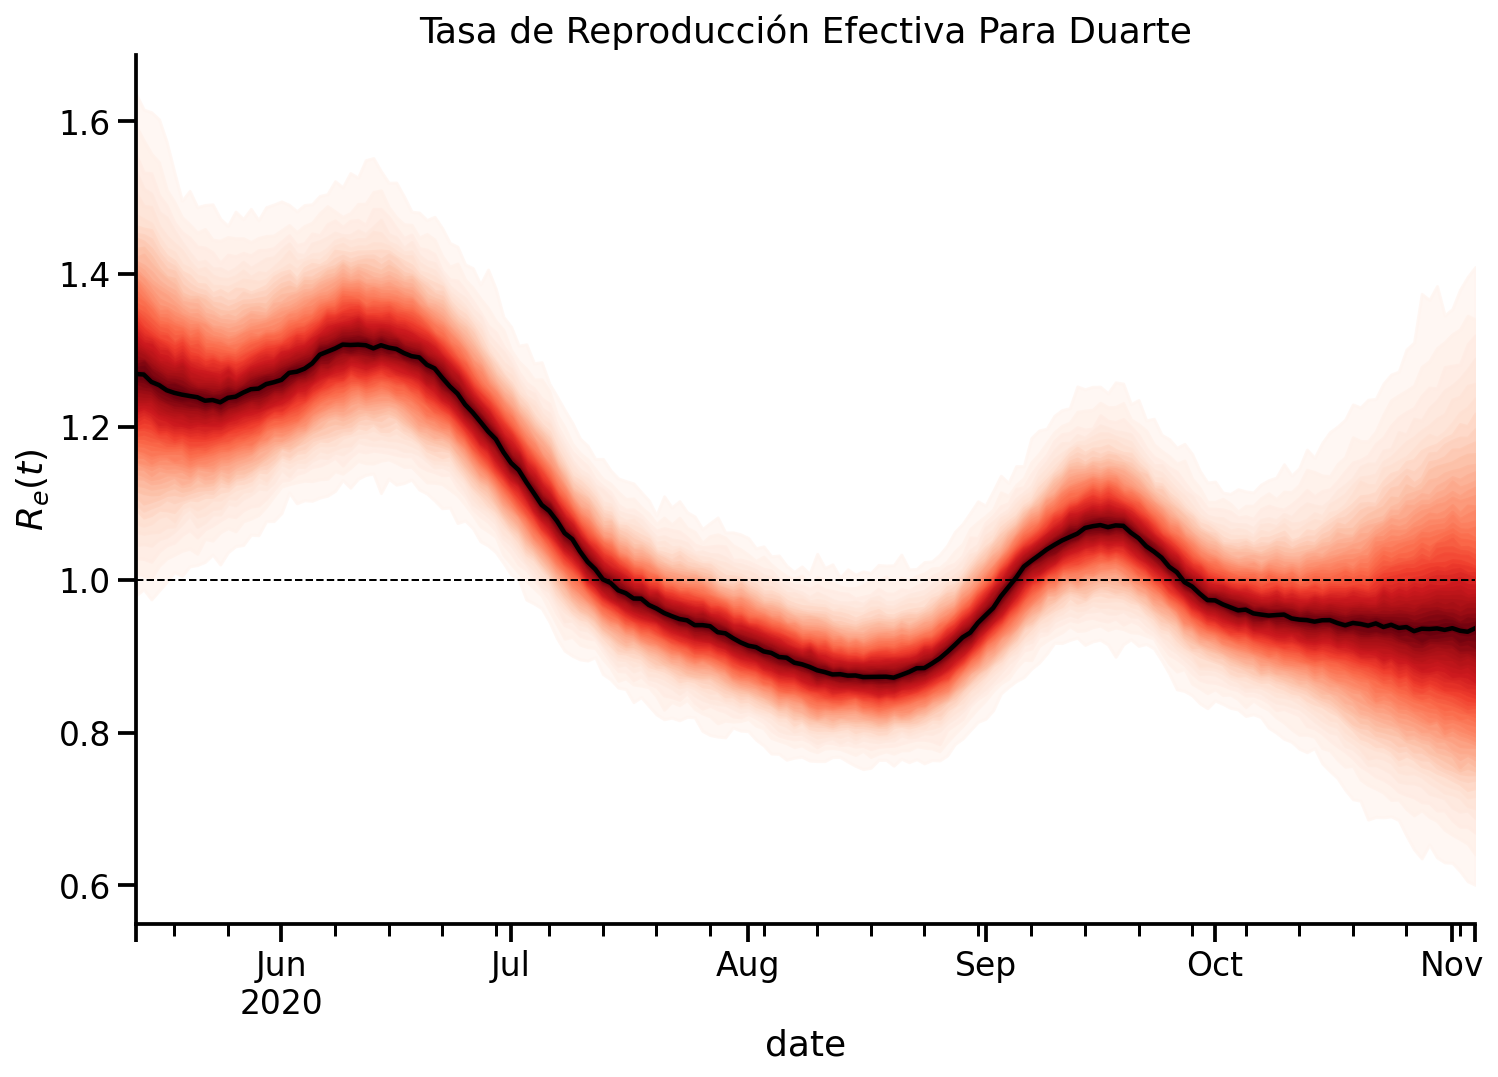 Tasa de Reproducción Efectiva Para Duarte
1.6
1.4
1.2
1.0
0.8
0.6
R_e(t)
Jun Jul Aug Sep Oct Nov
2020
date